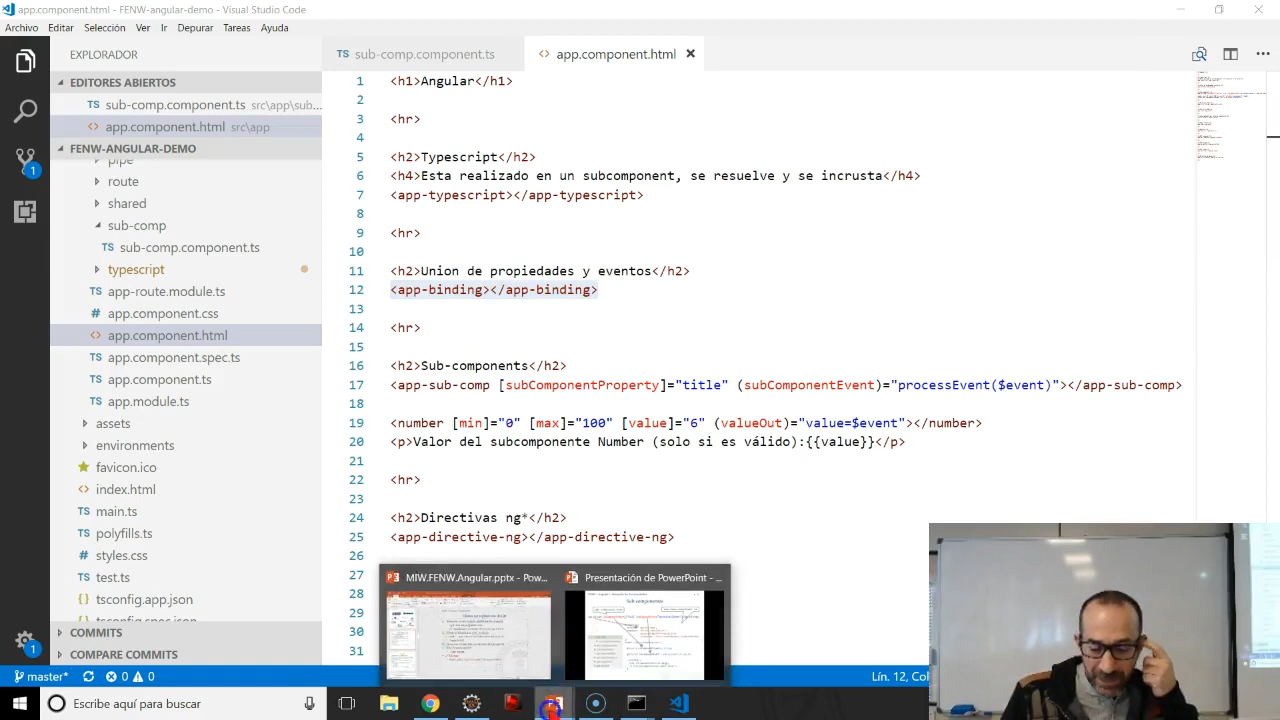 app.component.html - FENW-angular-demo - Visual Studio Code
Archivo Editar Selección Ver Ir Depurar Tareas Ayuda
EXPLORADOR
TS sub-comp.component.ts
<> app.component.html
EDITORES ABIERTOS
TS sub-comp.component.ts src\app\sub...
<> app.component.html src\app
FENW-ANGULAR-DEMO
pipe
route
shared
sub-comp
TS sub-comp.component.ts
typescript
app-route.module.ts
# app.component.css
<> app.component.html
app.component.spec.ts
app.component.ts
app.module.ts
assets
environments
favicon.ico
<> index.html
main.ts
polyfills.ts
styles.css
test.ts
{} tsconfig.app.json
COMMITS
1 <h1>Angular</h1>
2
3 <hr>
4
5 <h2>Typescript</h2>
6 <h4>Esta realizado en un subcomponent, se resuelve y se incrusta</h4>
7 <app-typescript></app-typescript>
8
9 <hr>
10
11 <h2>Union de propiedades y eventos</h2>
12 <app-binding></app-binding>
13
14 <hr>
15
16 <h2>Sub-components</h2>
17 <app-sub-comp [subComponentProperty]="title" (subComponentEvent)="processEvent($event)"></app-sub-comp>
18
19 <number [min]="0" [max]="100" [value]="6" (valueOut)="value=$event"></number>
20 <p>Valor del subcomponente Number (solo si es válido):{{value}}</p>
21
22 <hr>
23
24 <h2>Directivas ng*</h2>
25 <app-directive-ng></app-directive-ng>
26
27
28
29
30
31
MIW.FENW.Angular.pptx - Pow...
Presentación de PowerPoint - ...
Sub componentes
1
1
master*
0 0
Lín. 12, Col
Escribe aquí para buscar